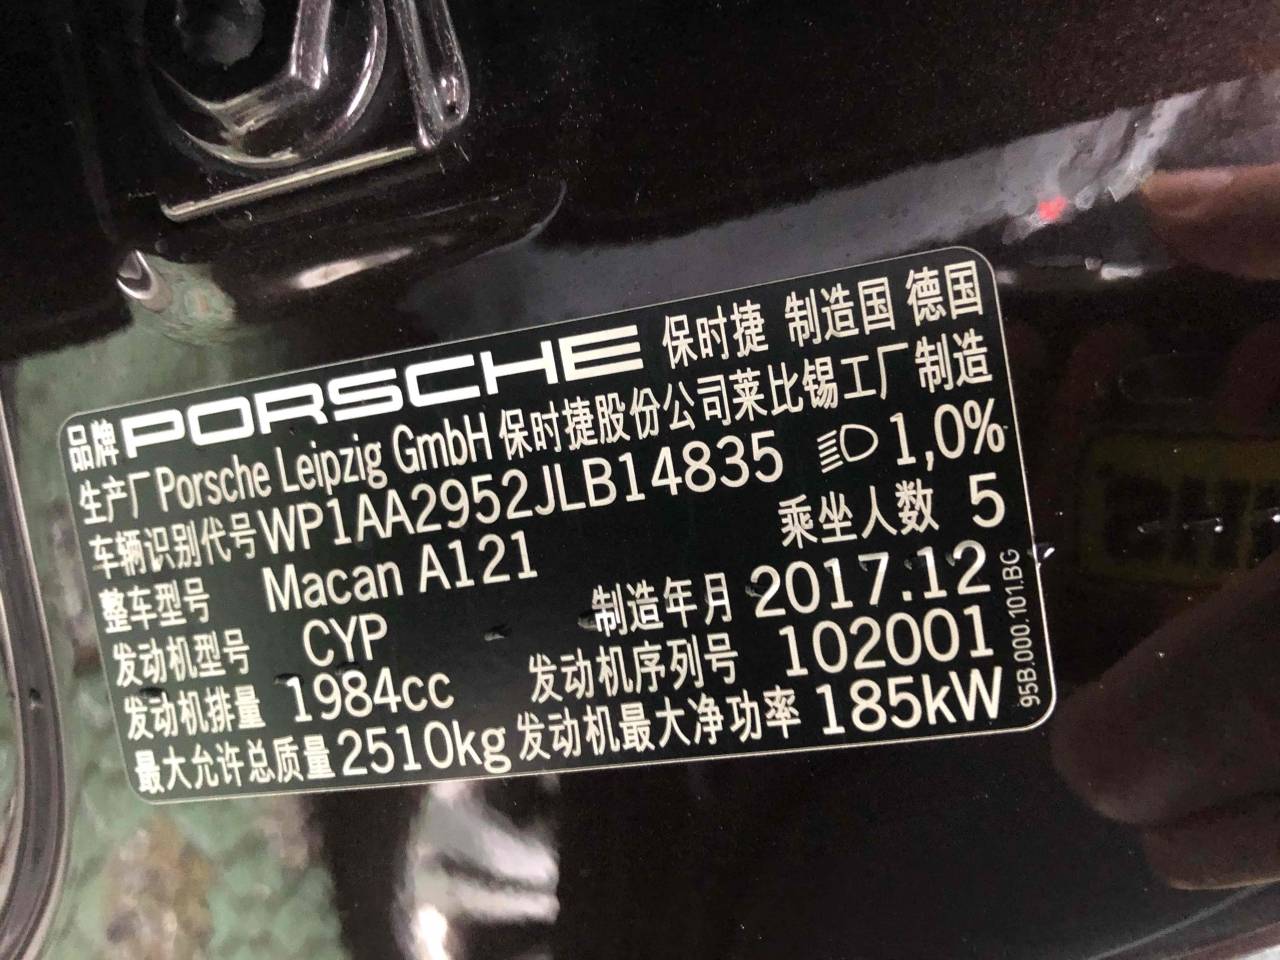 品牌 PORSCHE 保时捷 制造国 德国
生产厂 Porsche Leipzig GmbH 保时捷股份公司莱比锡工厂制造
车辆识别代号 WP1AA2952JLB14835 1,0%
整车型号 Macan A121 乘坐人数 5
发动机型号 CYP 制造年月 2017.12
发动机排量 1984cc 发动机序列号 102001
最大允许总质量 2510kg 发动机最大净功率 185kW
95B.000.101.BG